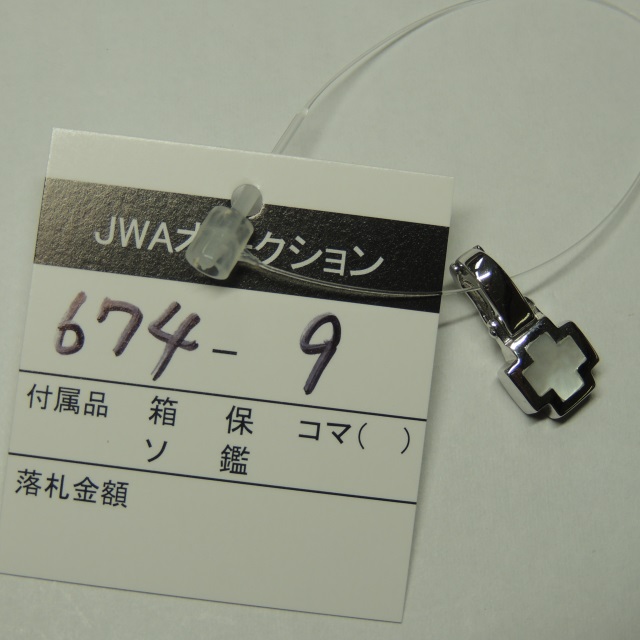 JWAオ クション
674-9
付属品 箱 保 コマ( )
ソ 鑑
落札金額